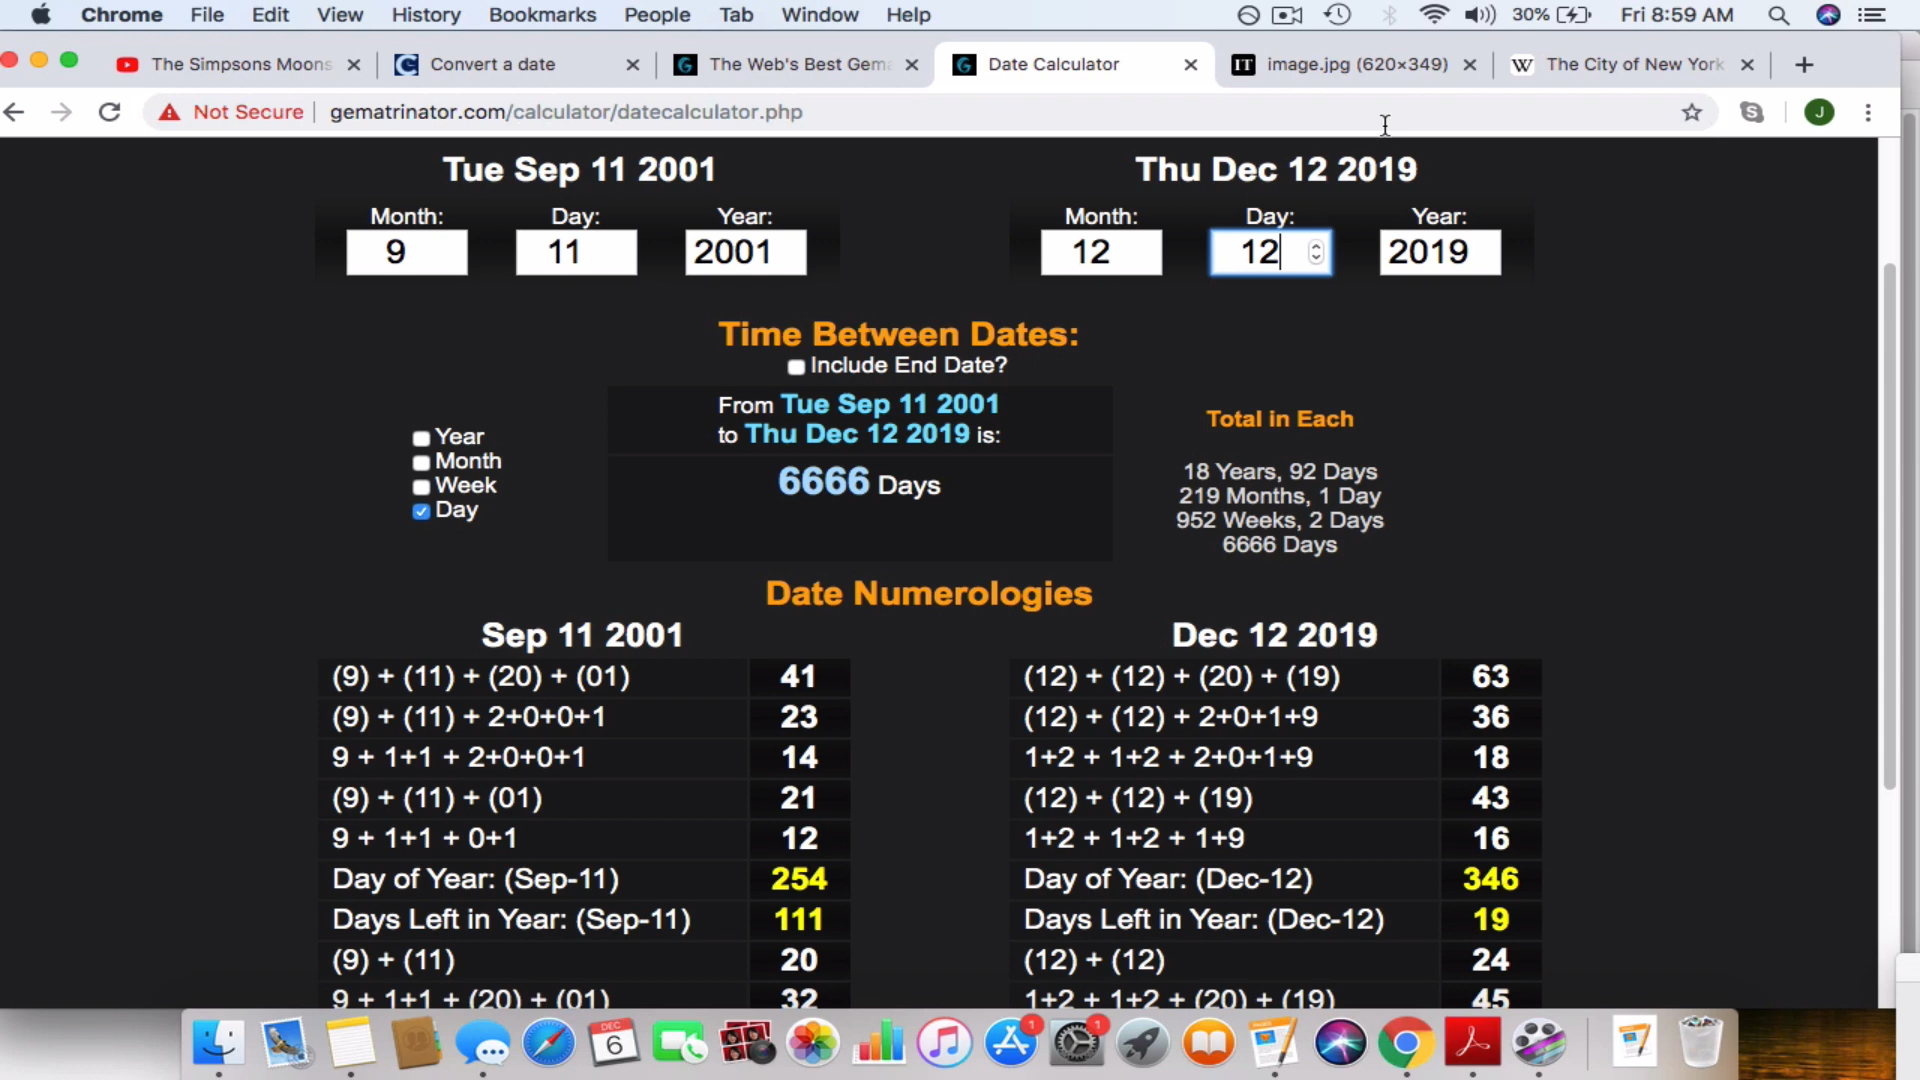 Chrome File Edit View History Bookmarks People Tab Window Help 30% Fri 8:59 AM
The Simpsons Moons Convert a date The Web's Best Gema Date Calculator IT image.jpg (620×349) W The City of New York
Not Secure gematrinator.com/calculator/datecalculator.php J
Tue Sep 11 2001 Thu Dec 12 2019
Month: Day: Year: Month: Day: Year:
9 11 2001 12 12 2019
Time Between Dates:
Include End Date?
From Tue Sep 11 2001
to Thu Dec 12 2019 is:
6666 Days
Year
Month
Week
Day
Total in Each
18 Years, 92 Days
219 Months, 1 Day
952 Weeks, 2 Days
6666 Days
Date Numerologies
Sep 11 2001 Dec 12 2019
(9) + (11) + (20) + (01) 41 (12) + (12) + (20) + (19) 63
(9) + (11) + 2+0+0+1 23 (12) + (12) + 2+0+1+9 36
9 + 1+1 + 2+0+0+1 14 1+2 + 1+2 + 2+0+1+9 18
(9) + (11) + (01) 21 (12) + (12) + (19) 43
9 + 1+1 + 0+1 12 1+2 + 1+2 + 1+9 16
Day of Year: (Sep-11) 254 Day of Year: (Dec-12) 346
Days Left in Year: (Sep-11) 111 Days Left in Year: (Dec-12) 19
(9) + (11) 20 (12) + (12) 24
9 + 1+1 + (20) + (01) 32 1+2 + 1+2 + (20) + (19) 45
DEC 6 1 1